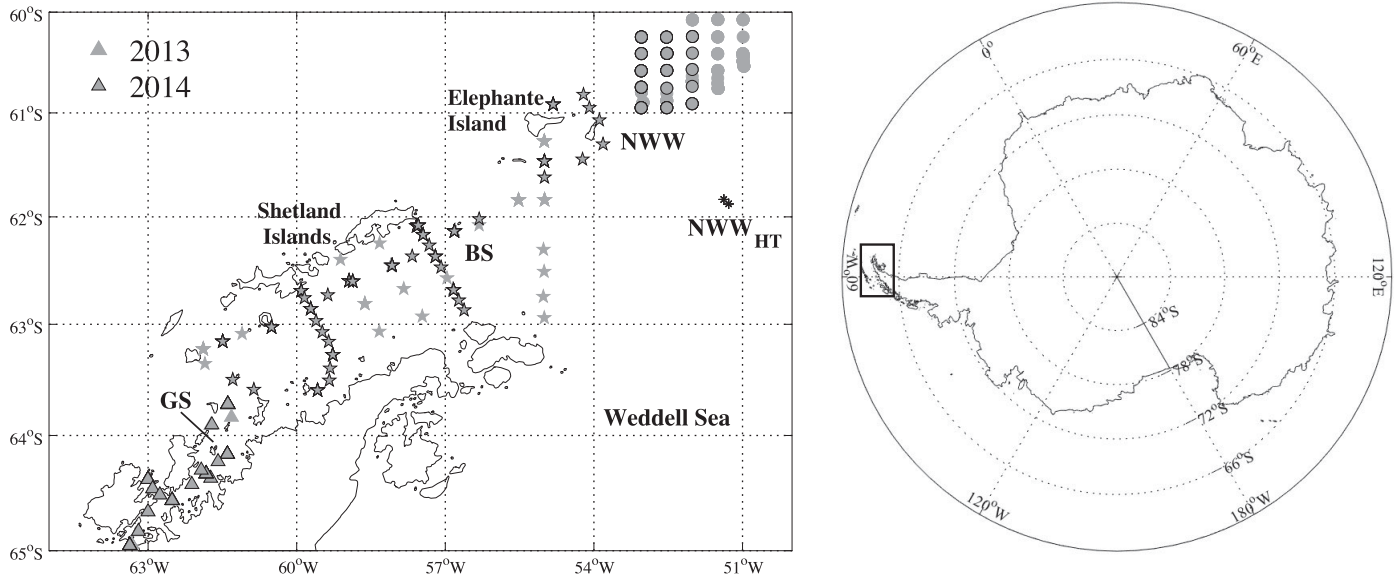 60°S
2013
2014
Elephante
Island
61°S
NWW
62°S
Shetland
Islands
BS
NWW HT
63°S
GS
Weddell Sea
64°S
65°S
63°W
60°W
57°W
54°W
51°W
0°
60°E
60°W
120°E
84°S
78°S
72°S
66°S
120°W
180°W